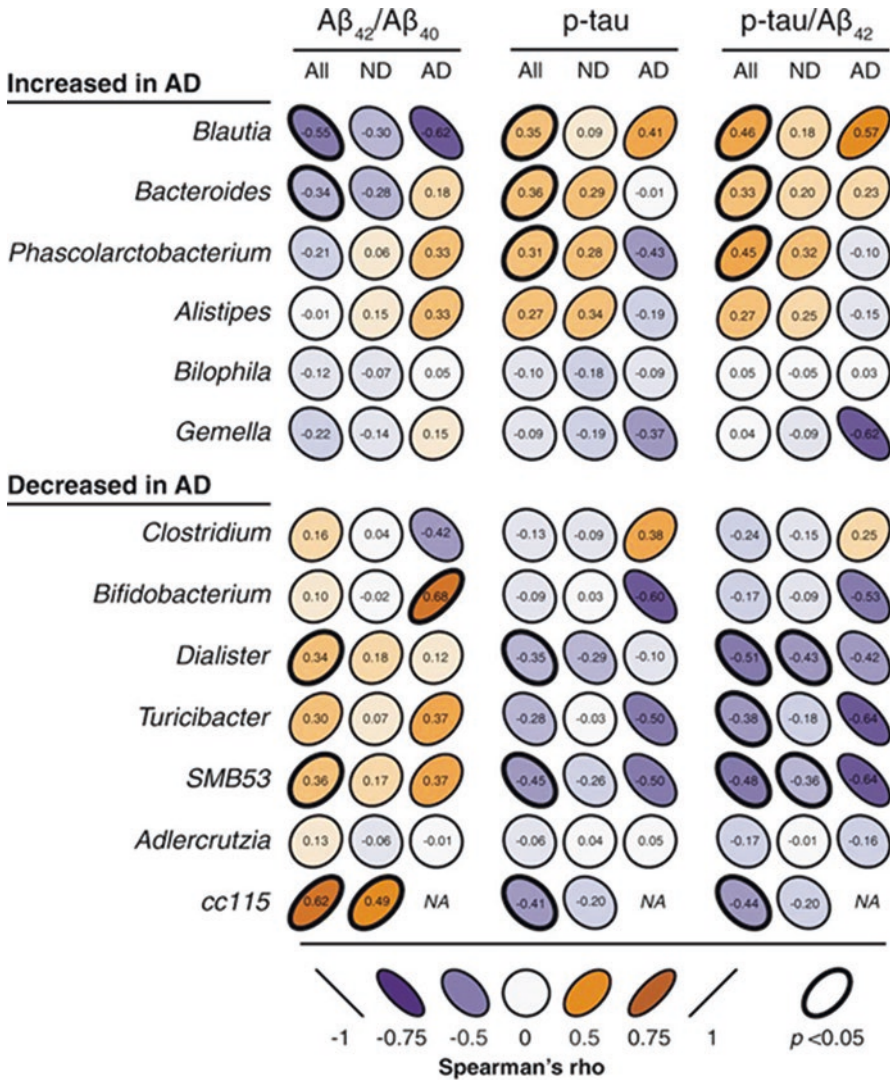 Aβ42/Aβ40 p-tau p-tau/Aβ42
All ND AD All ND AD All ND AD
Increased in AD
Blautia -0.55 -0.30 -0.62 0.35 0.09 0.41 0.46 0.18 0.57
Bacteroides -0.34 -0.28 0.18 0.36 0.29 -0.01 0.33 0.20 0.23
Phascolarctobacterium -0.21 0.06 0.33 0.31 0.28 -0.43 0.45 0.32 -0.10
Alistipes -0.01 0.15 0.33 0.27 0.34 -0.19 0.27 0.25 -0.15
Bilophila -0.12 -0.07 0.05 -0.10 -0.18 -0.09 0.05 -0.05 0.03
Gemella -0.22 -0.14 0.15 -0.09 -0.19 -0.37 0.04 -0.09 -0.62
Decreased in AD
Clostridium 0.16 0.04 -0.42 -0.13 -0.09 0.38 -0.24 -0.15 0.25
Bifidobacterium 0.10 -0.02 0.68 -0.09 0.03 -0.60 -0.17 -0.09 -0.53
Dialister 0.34 0.18 0.12 -0.35 -0.29 -0.10 -0.51 -0.43 -0.42
Turicibacter 0.30 0.07 0.37 -0.28 -0.03 -0.50 -0.38 -0.18 -0.64
SMB53 0.36 0.17 0.37 -0.45 -0.26 -0.50 -0.48 -0.36 -0.64
Adlercrutzia 0.13 -0.06 -0.01 -0.06 0.04 0.05 -0.17 -0.01 -0.16
cc115 0.62 0.49 NA -0.41 -0.20 NA -0.44 -0.20 NA
-1 -0.75 -0.5 0 0.5 0.75 1 p<0.05
Spearman's rho